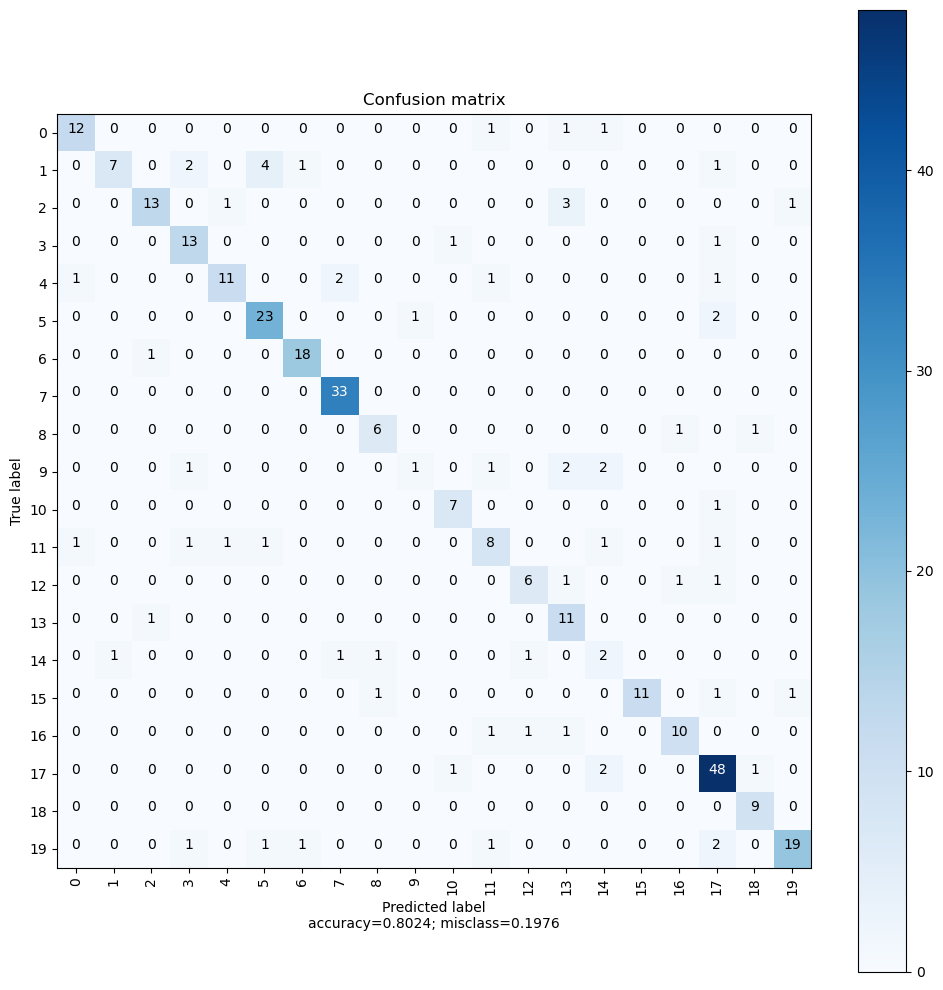 Confusion matrix
0 12 0 0 0 0 0 0 0 0 0 0 1 0 1 1 0 0 0 0 0
1 0 7 0 2 0 4 1 0 0 0 0 0 0 0 0 0 0 1 0 0
2 0 0 13 0 1 0 0 0 0 0 0 0 0 3 0 0 0 0 0 1
3 0 0 0 13 0 0 0 0 0 0 1 0 0 0 0 0 0 1 0 0
4 1 0 0 0 11 0 0 2 0 0 0 1 0 0 0 0 0 1 0 0
5 0 0 0 0 0 23 0 0 0 1 0 0 0 0 0 0 0 2 0 0
6 0 0 1 0 0 0 18 0 0 0 0 0 0 0 0 0 0 0 0 0
7 0 0 0 0 0 0 0 33 0 0 0 0 0 0 0 0 0 0 0 0
8 0 0 0 0 0 0 0 0 6 0 0 0 0 0 0 0 1 0 1 0
9 0 0 0 1 0 0 0 0 0 1 0 1 0 2 2 0 0 0 0 0
10 0 0 0 0 0 0 0 0 0 0 7 0 0 0 0 0 0 1 0 0
11 1 0 0 1 1 1 0 0 0 0 0 8 0 0 1 0 0 1 0 0
12 0 0 0 0 0 0 0 0 0 0 0 0 6 1 0 0 1 1 0 0
13 0 0 1 0 0 0 0 0 0 0 0 0 0 11 0 0 0 0 0 0
14 0 1 0 0 0 0 0 1 1 0 0 0 1 0 2 0 0 0 0 0
15 0 0 0 0 0 0 0 0 1 0 0 0 0 0 0 11 0 1 0 1
16 0 0 0 0 0 0 0 0 0 0 0 1 1 1 0 0 10 0 0 0
17 0 0 0 0 0 0 0 0 0 0 1 0 0 0 2 0 0 48 1 0
18 0 0 0 0 0 0 0 0 0 0 0 0 0 0 0 0 0 0 9 0
19 0 0 0 1 0 1 1 0 0 0 0 1 0 0 0 0 0 2 0 19
True label
0 1 2 3 4 5 6 7 8 9 10 11 12 13 14 15 16 17 18 19
Predicted label
accuracy=0.8024; misclass=0.1976
40
30
20
10
0